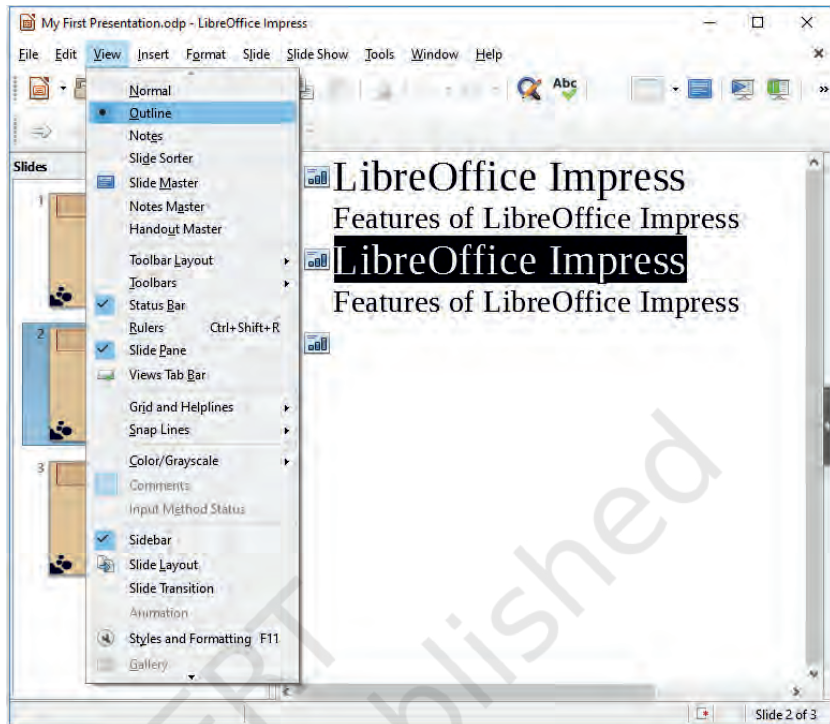 My First Presentation.odp - LibreOffice Impress
File Edit View Insert Format Slide Slide Show Tools Window Help
Abc
Slides
1
2
3
Normal
Outline
Notes
Slide Sorter
Slide Master
Notes Master
Handout Master
Toolbar Layout
Toolbars
Status Bar
Rulers Ctrl+Shift+R
Slide Pane
Views Tab Bar
Grid and Helplines
Snap Lines
Color/Grayscale
Comments
Input Method Status
Sidebar
Slide Layout
Slide Transition
Animation
Styles and Formatting F11
Gallery
LibreOffice Impress
Features of LibreOffice Impress
LibreOffice Impress
Features of LibreOffice Impress
Slide 2 of 3